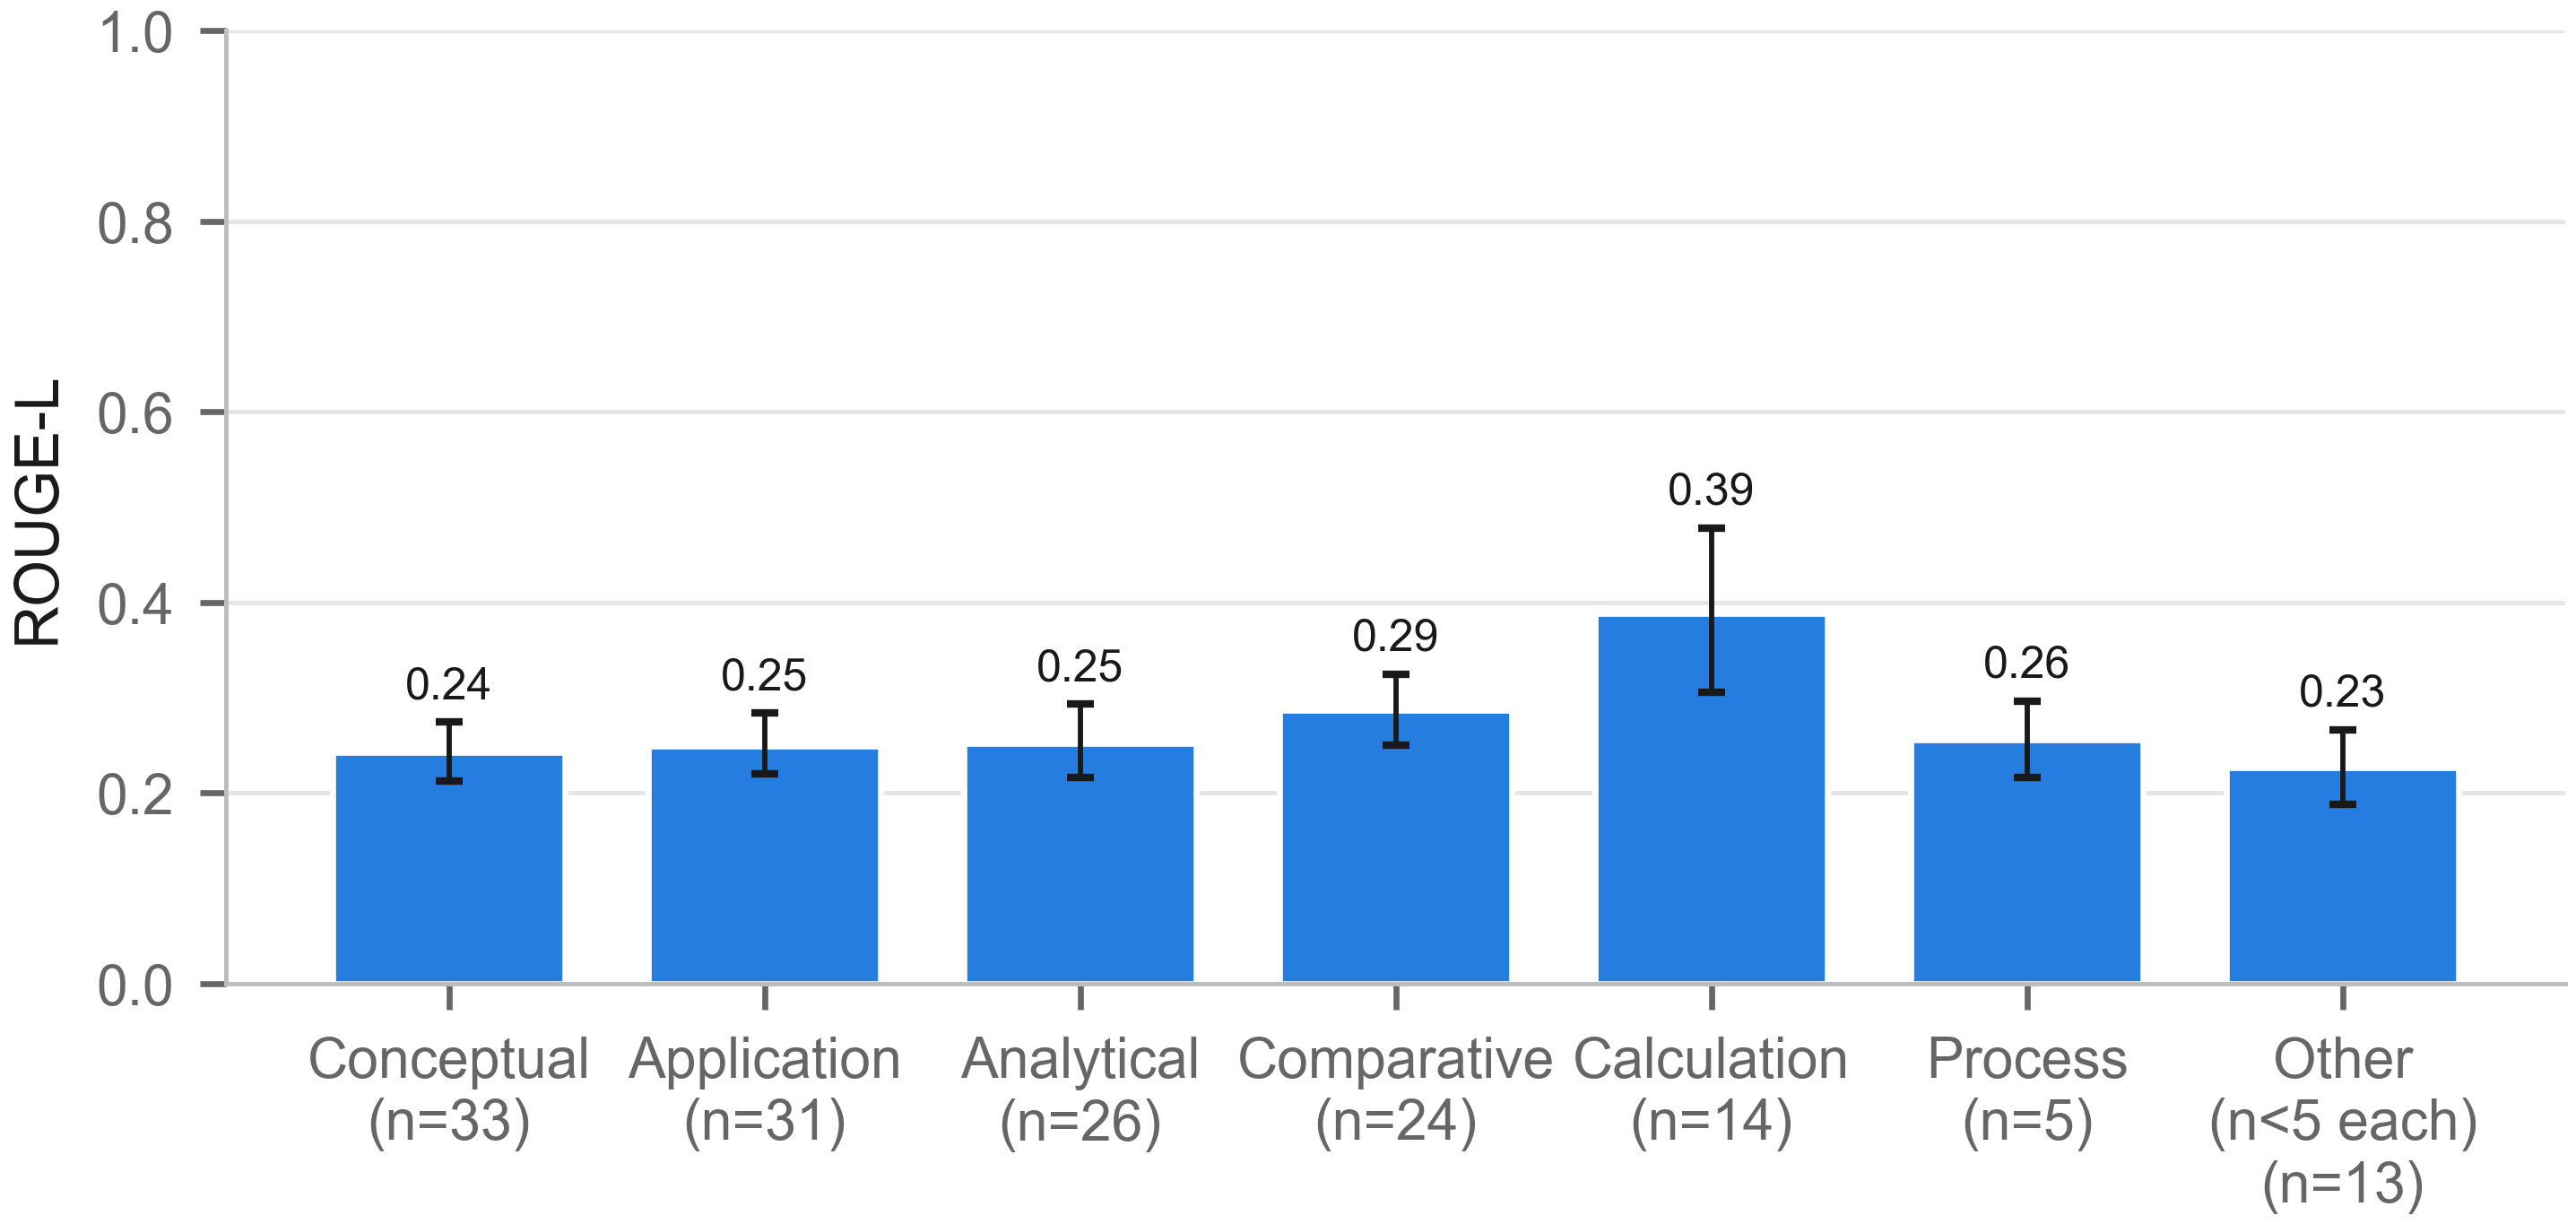 ROUGE-L
1.0
0.8
0.6
0.4
0.2
0.0
0.24
0.25
0.25
0.29
0.39
0.26
0.23
Conceptual
(n=33)
Application
(n=31)
Analytical
(n=26)
Comparative
(n=24)
Calculation
(n=14)
Process
(n=5)
Other
(n<5 each)
(n=13)